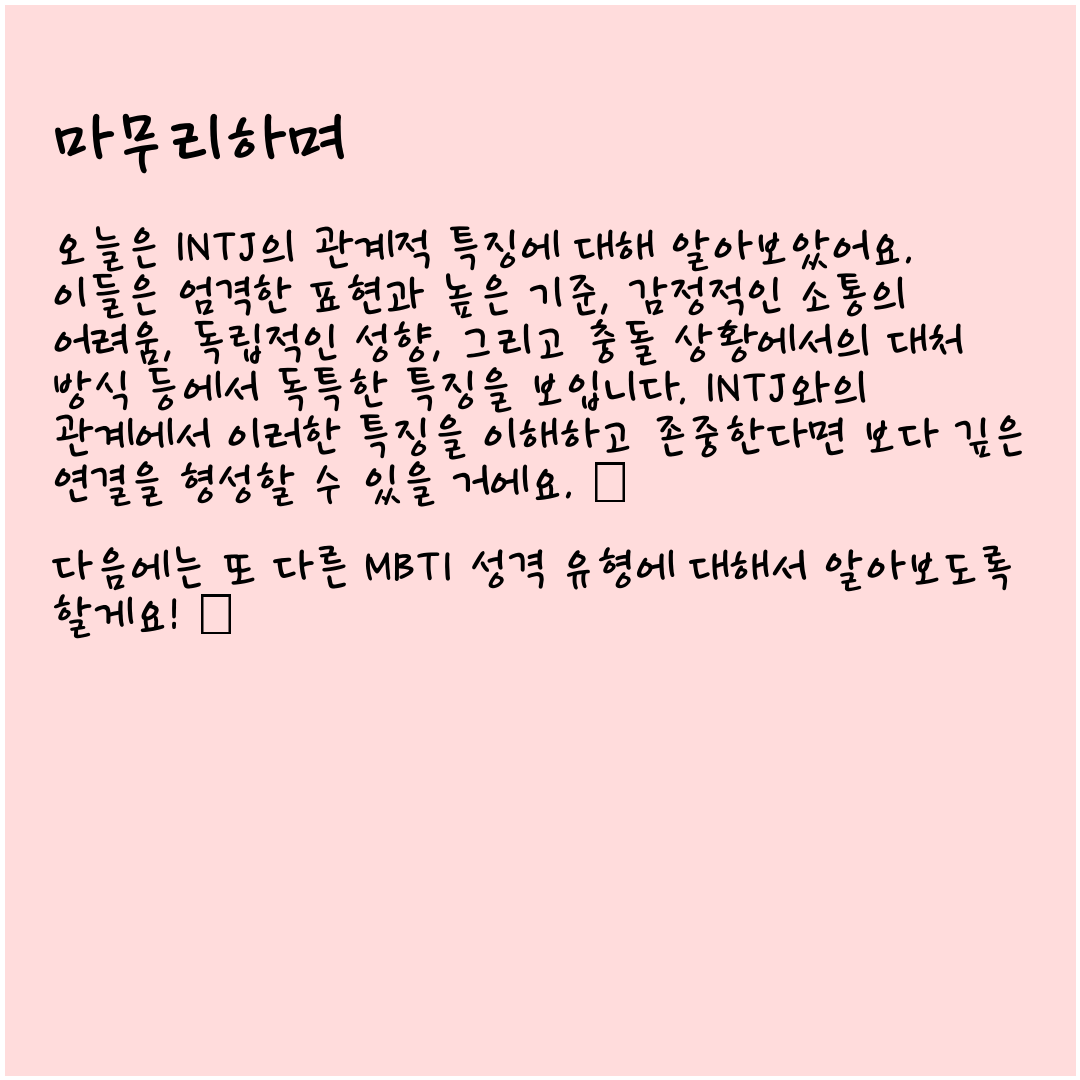 마무리하며
오늘은 INTJ의 관계적 특징에 대해 알아보았어요.
이들은 엄격한 표현과 높은 기준, 감정적인 소통의
어려움, 독립적인 성향, 그리고 충돌 상황에서의 대처
방식 등에서 독특한 특징을 보입니다. INTJ와의
관계에서 이러한 특징을 이해하고 존중한다면 보다 깊은
연결을 형성할 수 있을 거에요. □
다음에는 또 다른 MBTI 성격 유형에 대해서 알아보도록
할게요! □